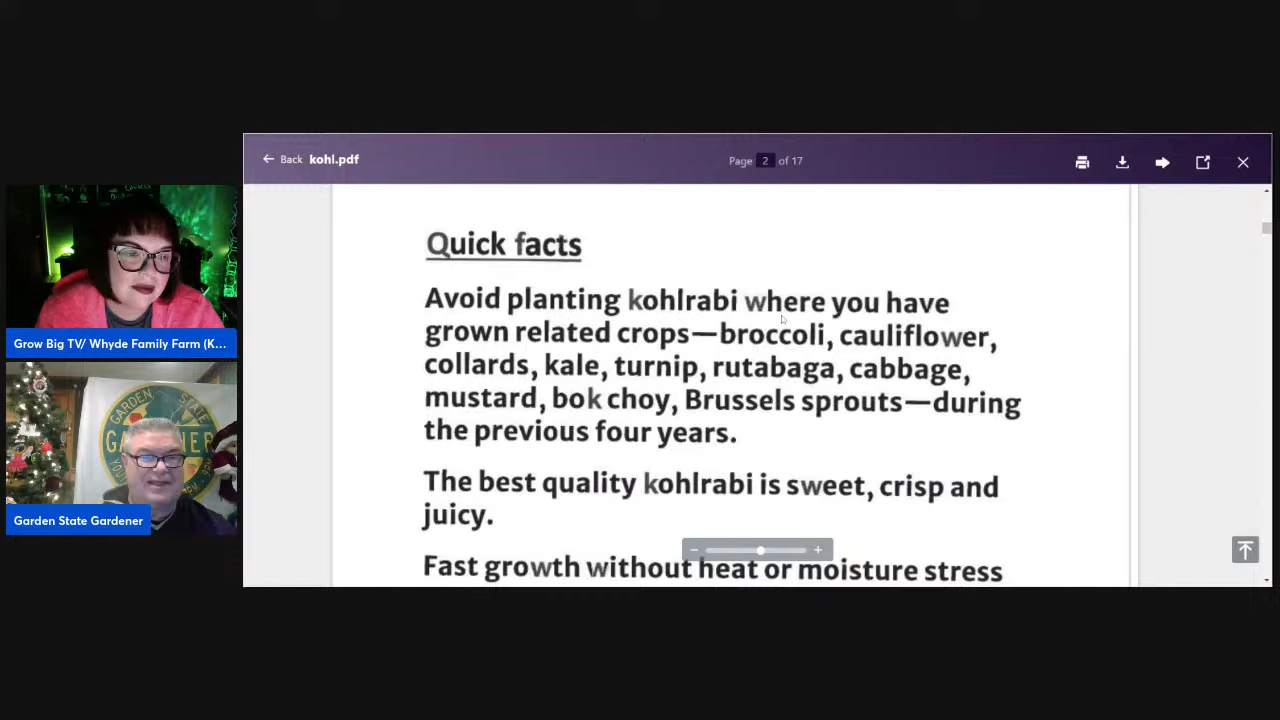 Back kohl.pdf
Page 2 of 17
Quick facts
Avoid planting kohlrabi where you have
grown related crops—broccoli, cauliflower,
collards, kale, turnip, rutabaga, cabbage,
mustard, bok choy, Brussels sprouts—during
the previous four years.
The best quality kohlrabi is sweet, crisp and
juicy.
Fast growth without heat or moisture stress
Grow Big TV/ Whyde Family Farm (K...
GARDEN STATE
Garden State Gardener